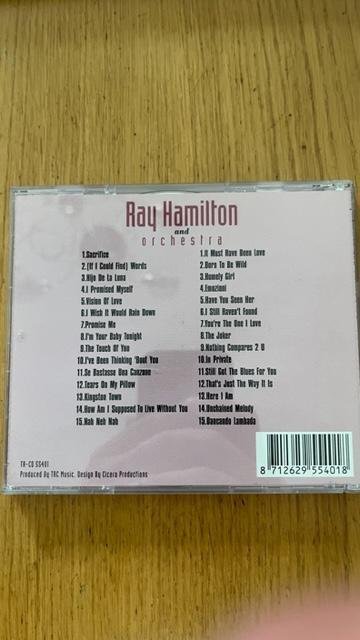 Ray Hamilton
and
orchestra
1.Sacrifice
2.(If I Could Find) Words
3.Hijo De La Luna
4.I Promised Myself
5.Vision Of Love
6.I Wish It Would Rain Down
7.Promise Me
8.I'm Your Baby Tonight
9.The Touch Of You
10.I've Been Thinking 'Bout You
11.Se Bastasse Una Canzone
12.Tears On My Pillow
13.Kingston Town
14.How Am I Supposed To Live Without You
15.Nah Neh Nah
1.It Must Have Been Love
2.Born To Be Wild
3.Homely Girl
4.Emozioni
5.Have You Seen Her
6.I Still Haven't Found
7.You're The One I Love
8.The Joker
9.Nothing Compares 2 U
10.In Private
11.Still Got The Blues For You
12.That's Just The Way It Is
13.Here I Am
14.Unchained Melody
15.Dancando Lambada
TR-CD 55401
Produced By TRC Music. Design By Cicero Productions
8 712629 554018